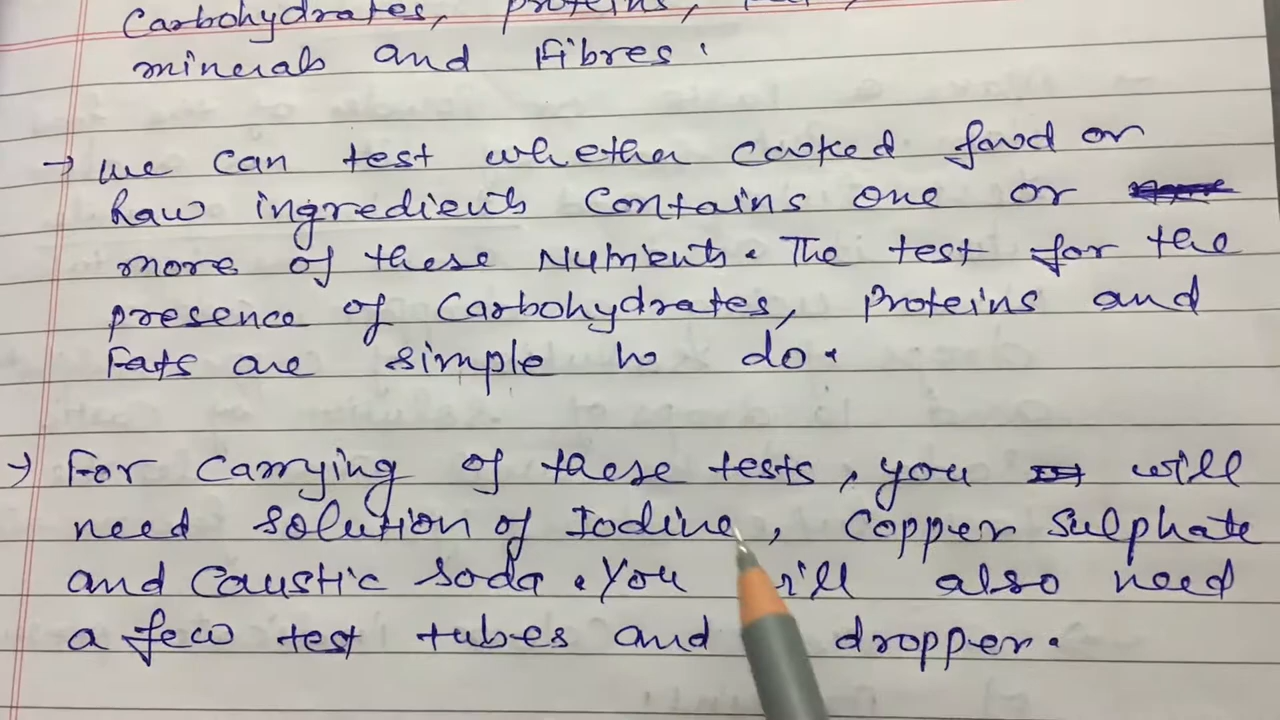 Carbohydrates, proteins,
minerals and Fibres.
→ we can test whether cooked food or
Raw ingredients contains one or
more of these Nutrients. The test for the
presence of Carbohydrates, Proteins and
Fats are simple to do.
→ For Carrying of these tests, you will
need solution of Iodine, Copper Sulphate
and Caustic soda. You will also need
a few test tubes and dropper.